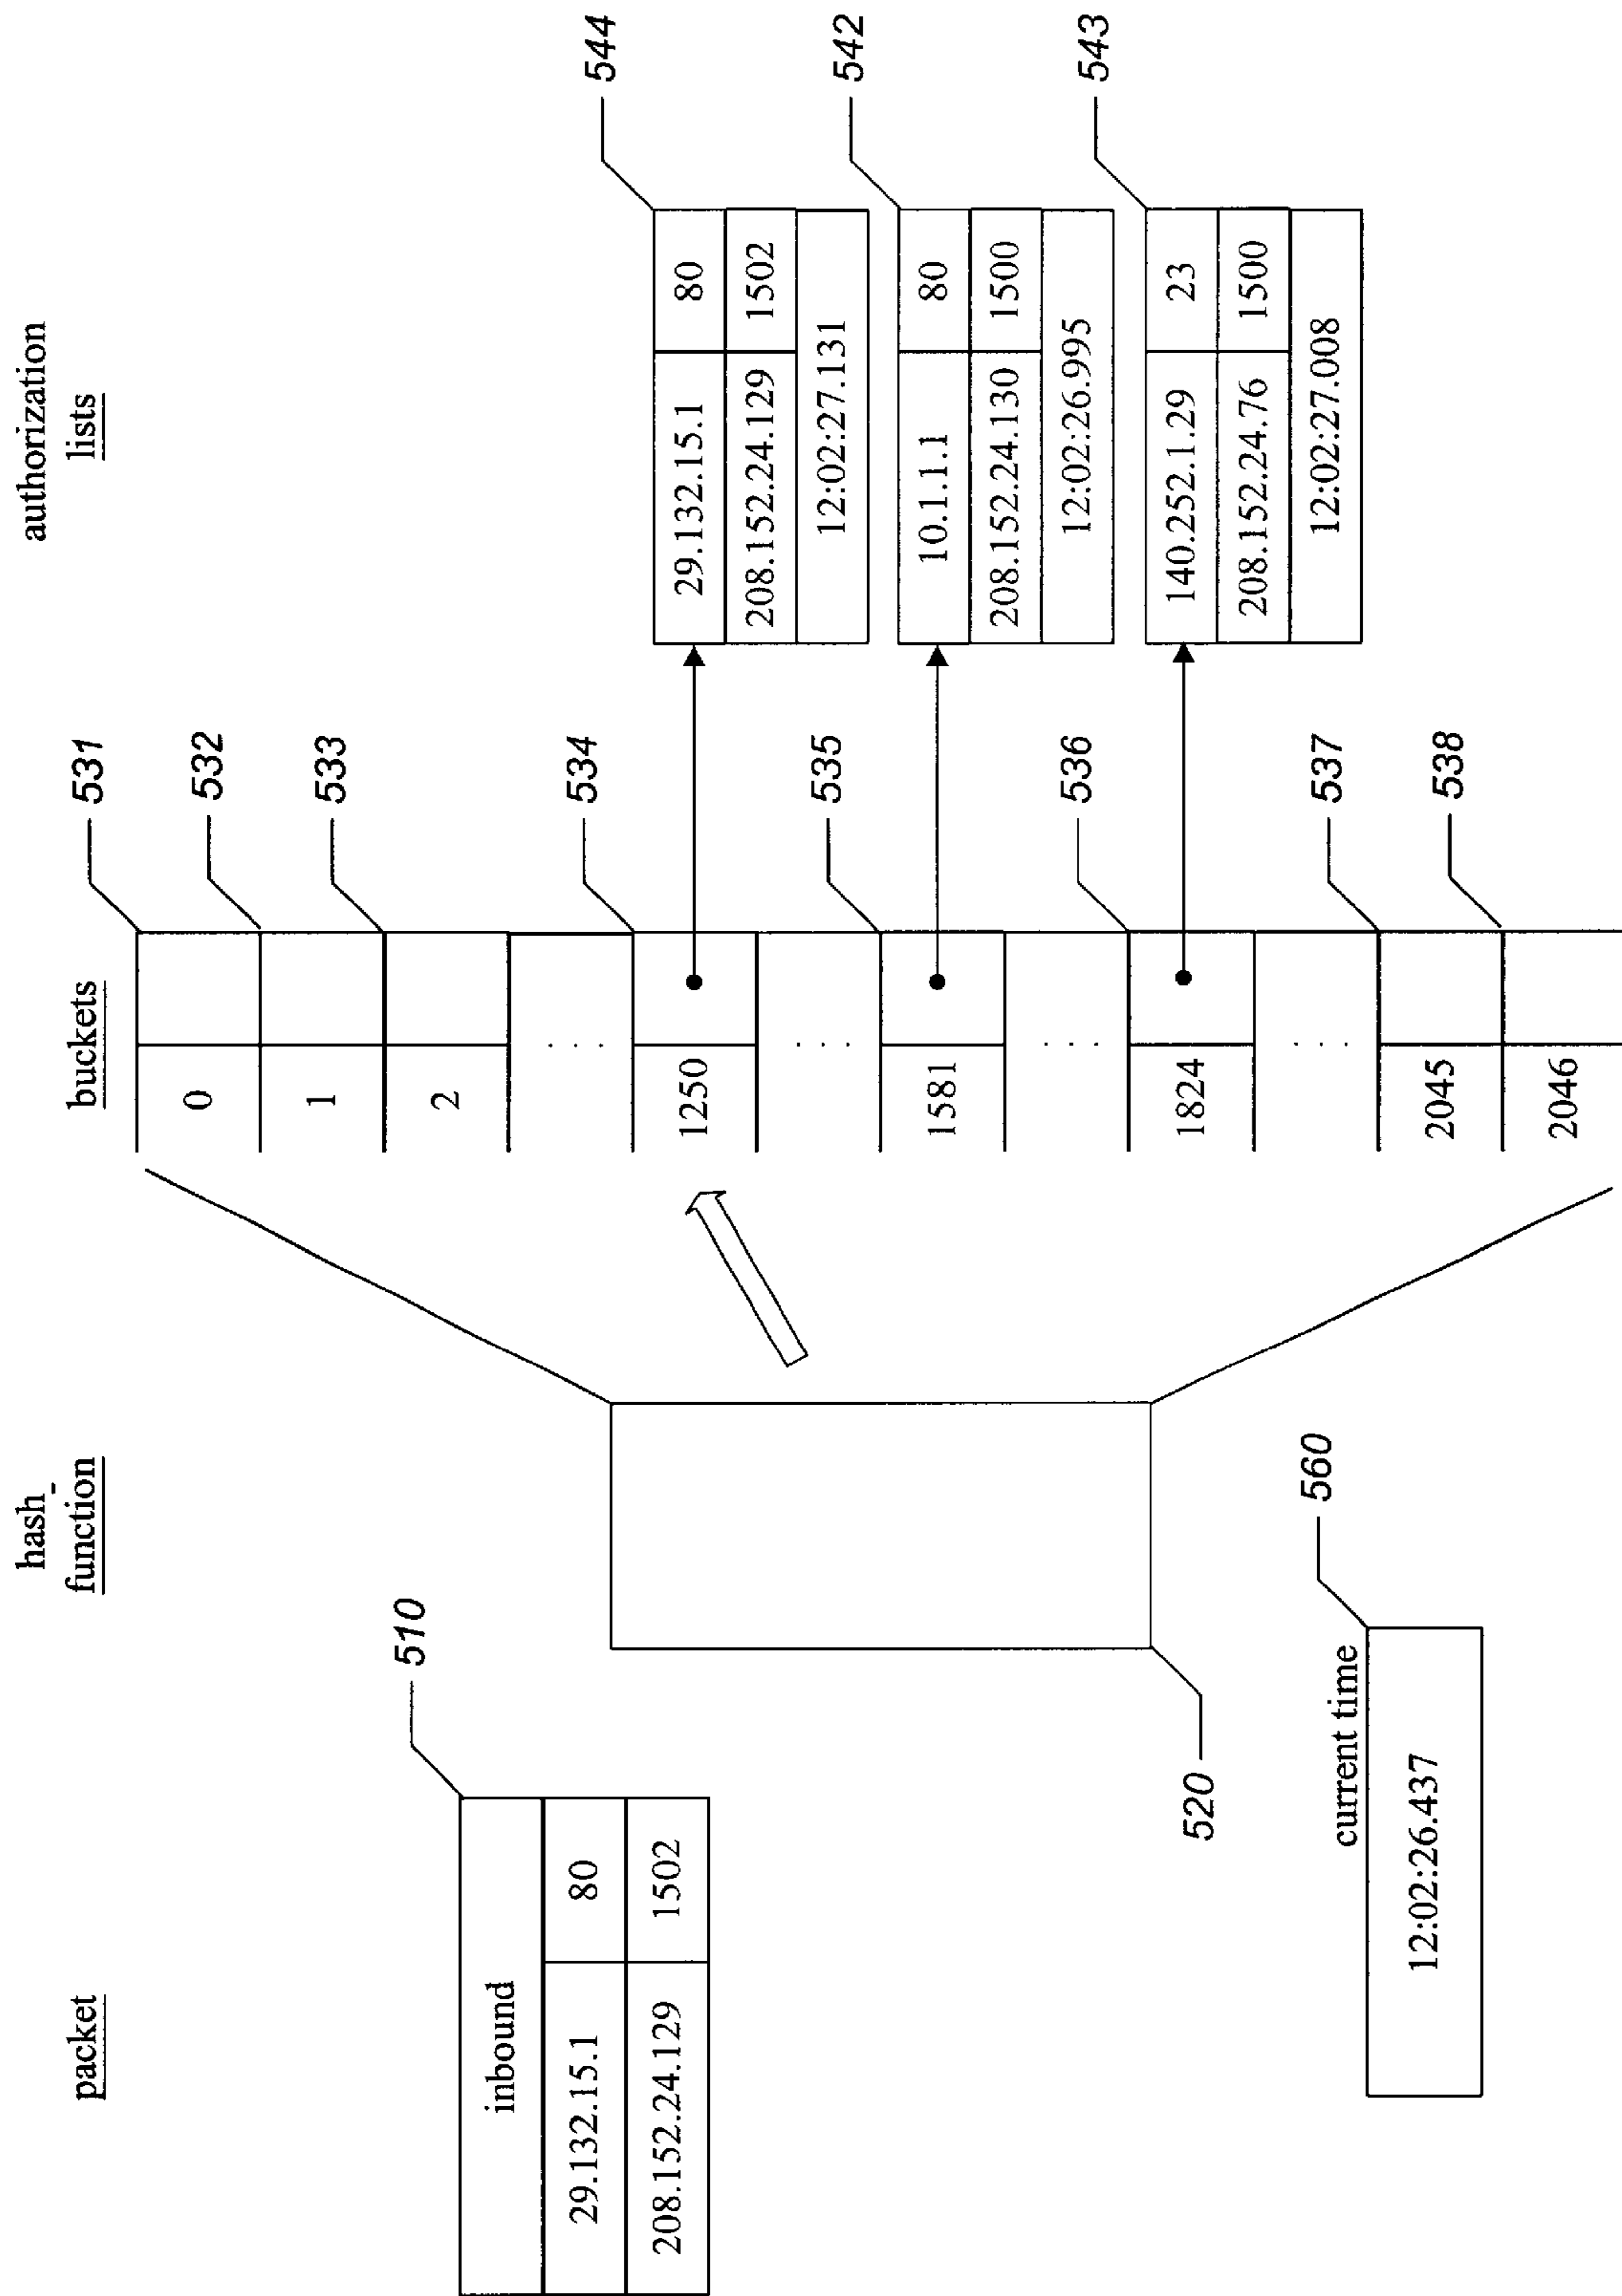 packet
hash
function
buckets
authorization
lists
510
inbound
29.132.15.1 80
208.152.24.129 1502
520
current time
560
12:02:26.437
531
0
532
1
533
2
. . .
534
1250
. . .
535
1581
. . .
536
1824
. . .
537
2045
538
2046
544
29.132.15.1 80
208.152.24.129 1502
12:02:27.131
542
10.1.1.1 80
208.152.24.130 1500
12:02:26.995
543
140.252.1.29 23
208.152.24.76 1500
12:02:27.008